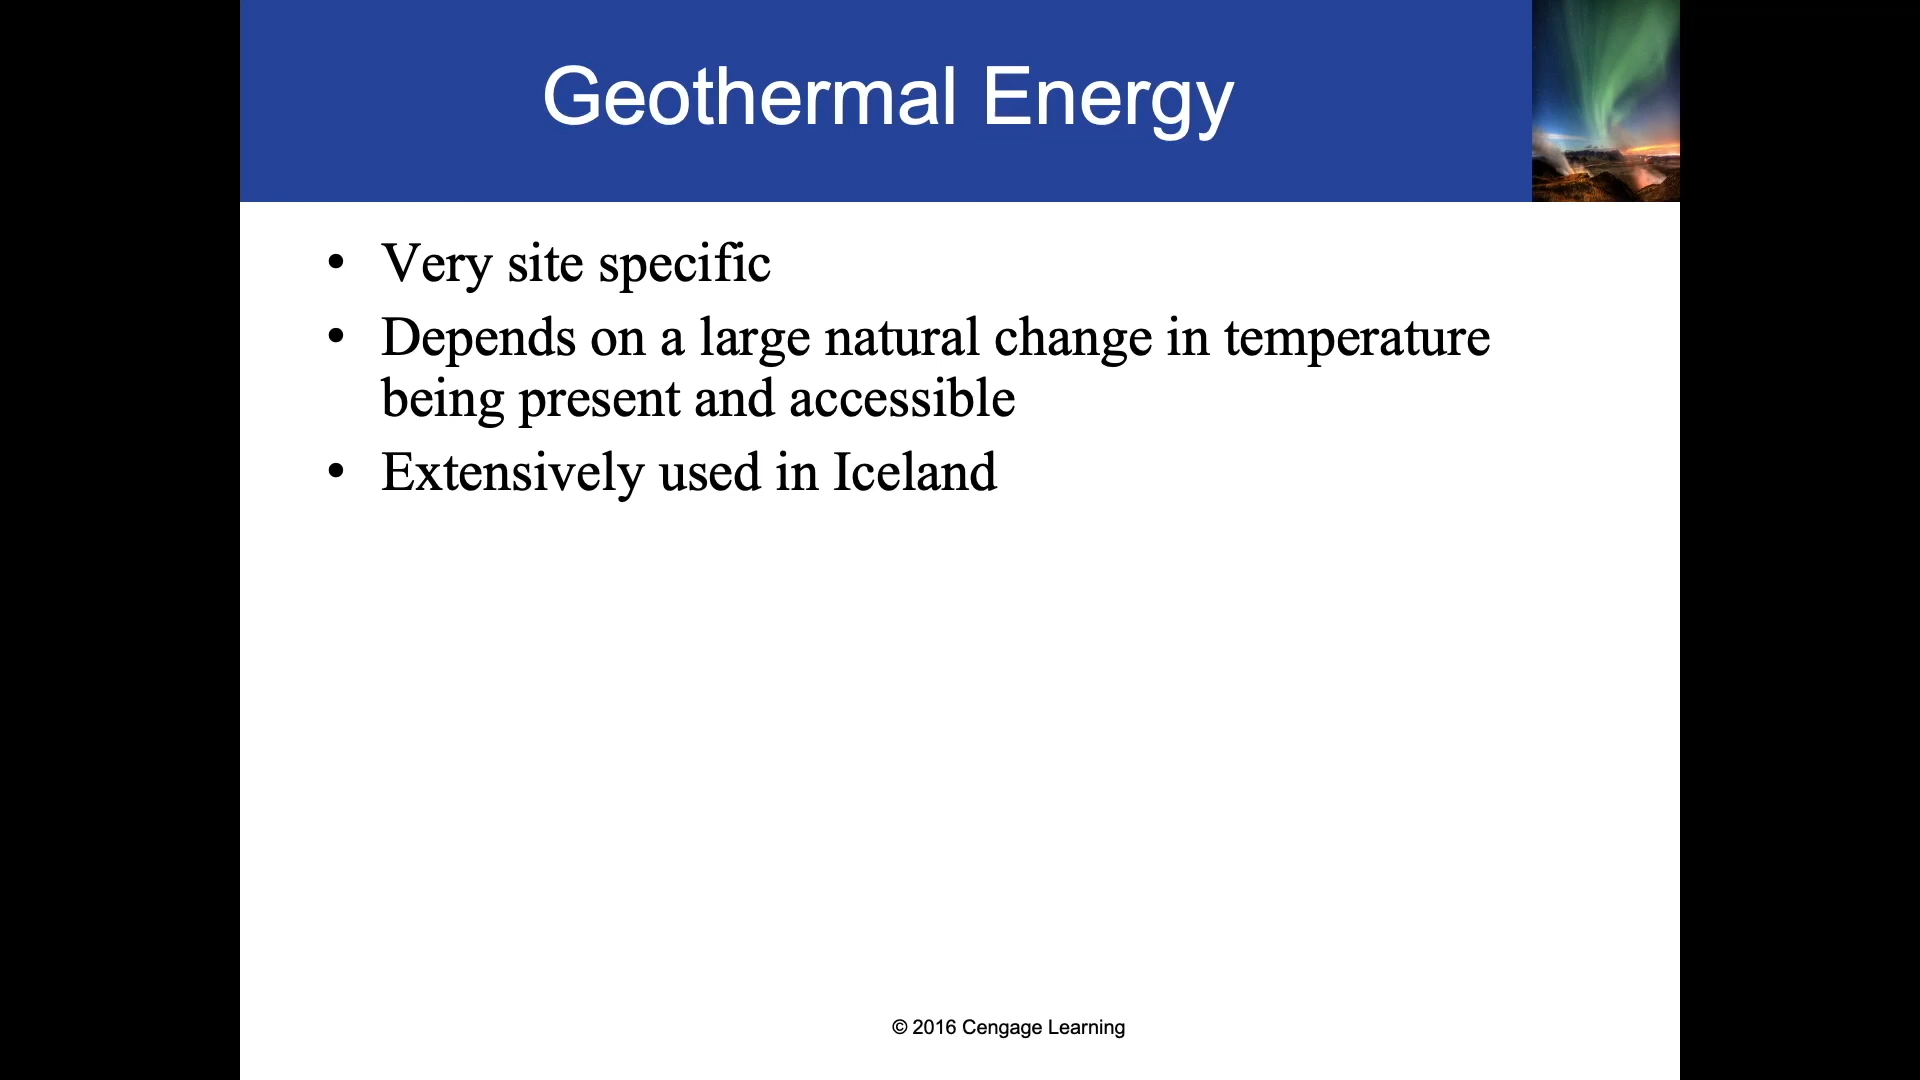 Geothermal Energy
• Very site specific
• Depends on a large natural change in temperature
being present and accessible
• Extensively used in Iceland
© 2016 Cengage Learning